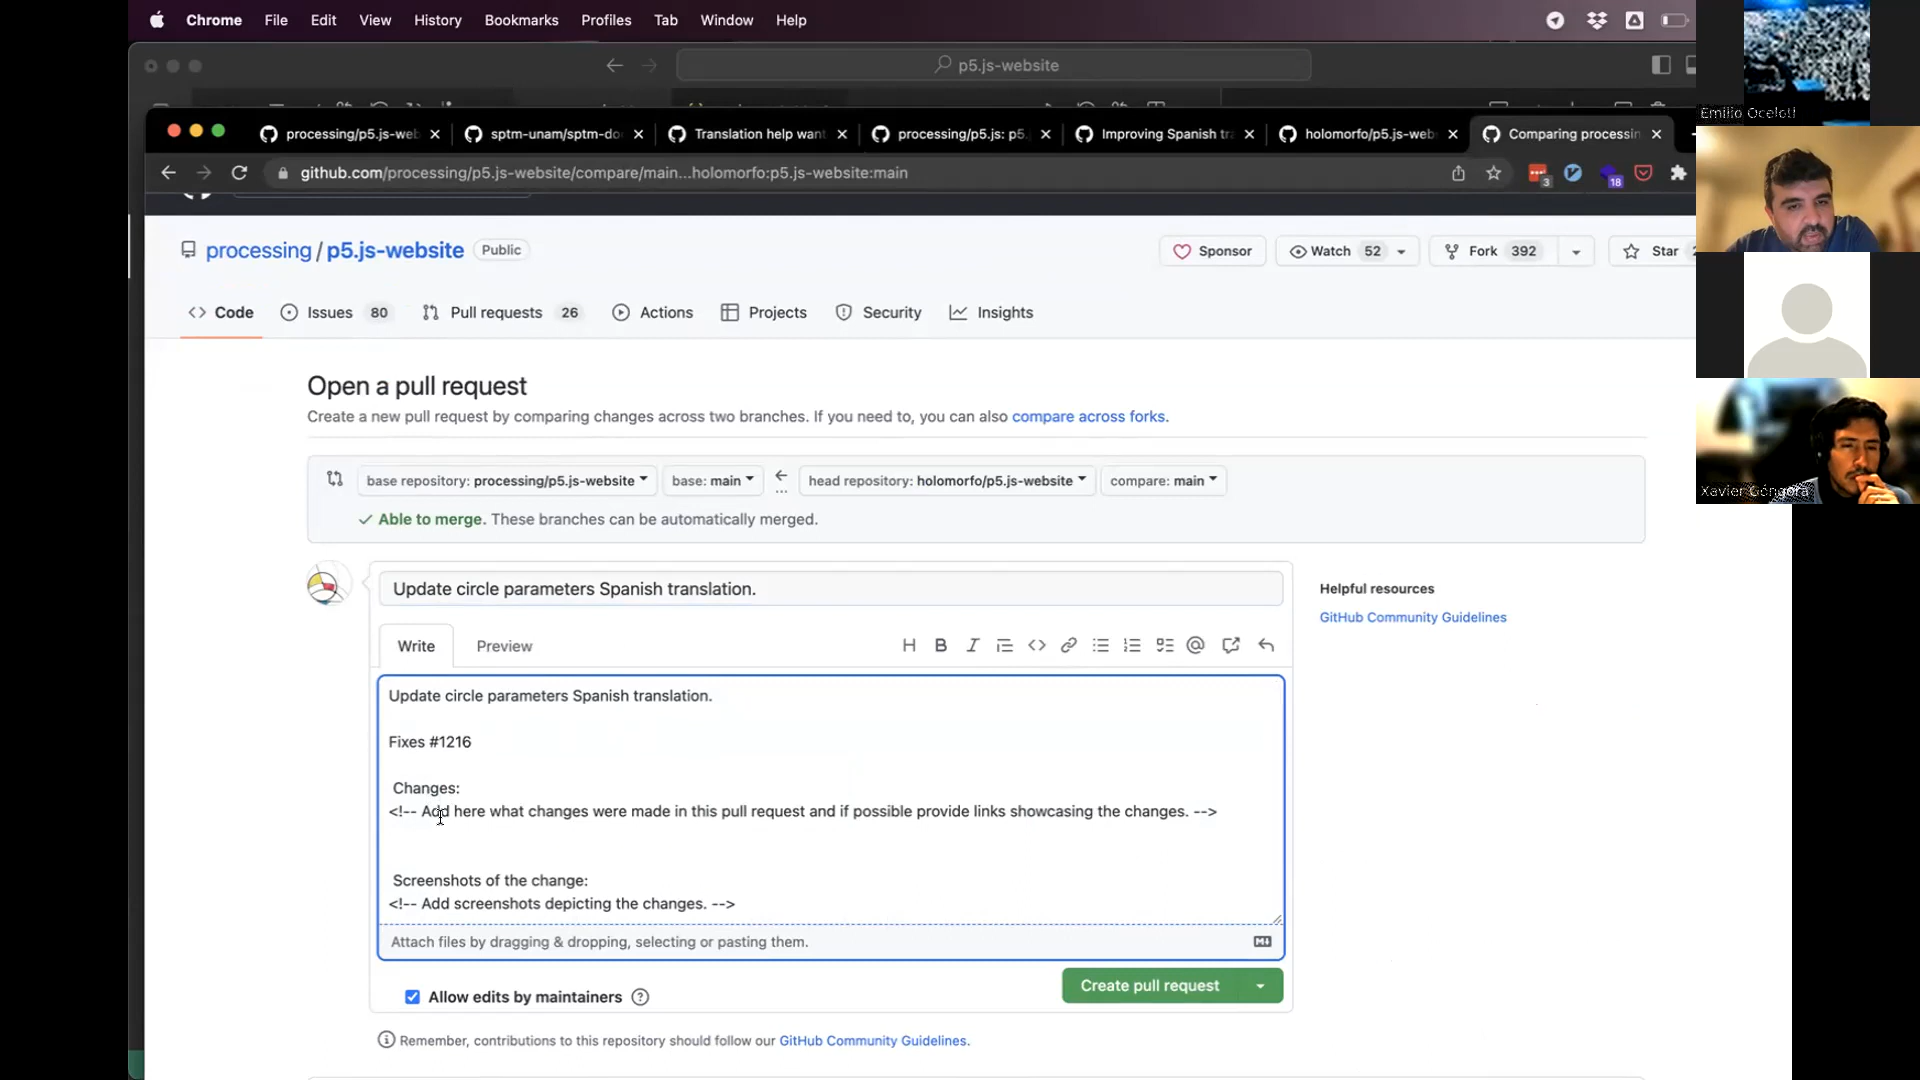 Chrome File Edit View History Bookmarks Profiles Tab Window Help
p5.js-website
processing/p5.js-web
sptm-unam/sptm-do
Translation help want
processing/p5.js: p5.
Improving Spanish tra
holomorfo/p5.js-web
Comparing processin
github.com/processing/p5.js-website/compare/main...holomorfo:p5.js-website:main
3
18
processing / p5.js-website Public
Sponsor Watch 52 Fork 392 Star
Code Issues 80 Pull requests 26 Actions Projects Security Insights
Open a pull request
Create a new pull request by comparing changes across two branches. If you need to, you can also compare across forks.
base repository: processing/p5.js-website base: main head repository: holomorfo/p5.js-website compare: main
Able to merge. These branches can be automatically merged.
Update circle parameters Spanish translation.
Helpful resources
GitHub Community Guidelines
Write Preview
Update circle parameters Spanish translation.
Fixes #1216
Changes:
<!-- Add here what changes were made in this pull request and if possible provide links showcasing the changes. -->
Screenshots of the change:
<!-- Add screenshots depicting the changes. -->
Attach files by dragging & dropping, selecting or pasting them.
Allow edits by maintainers
Create pull request
Remember, contributions to this repository should follow our GitHub Community Guidelines.
Emilio Ocelotl
Xavier Góngora